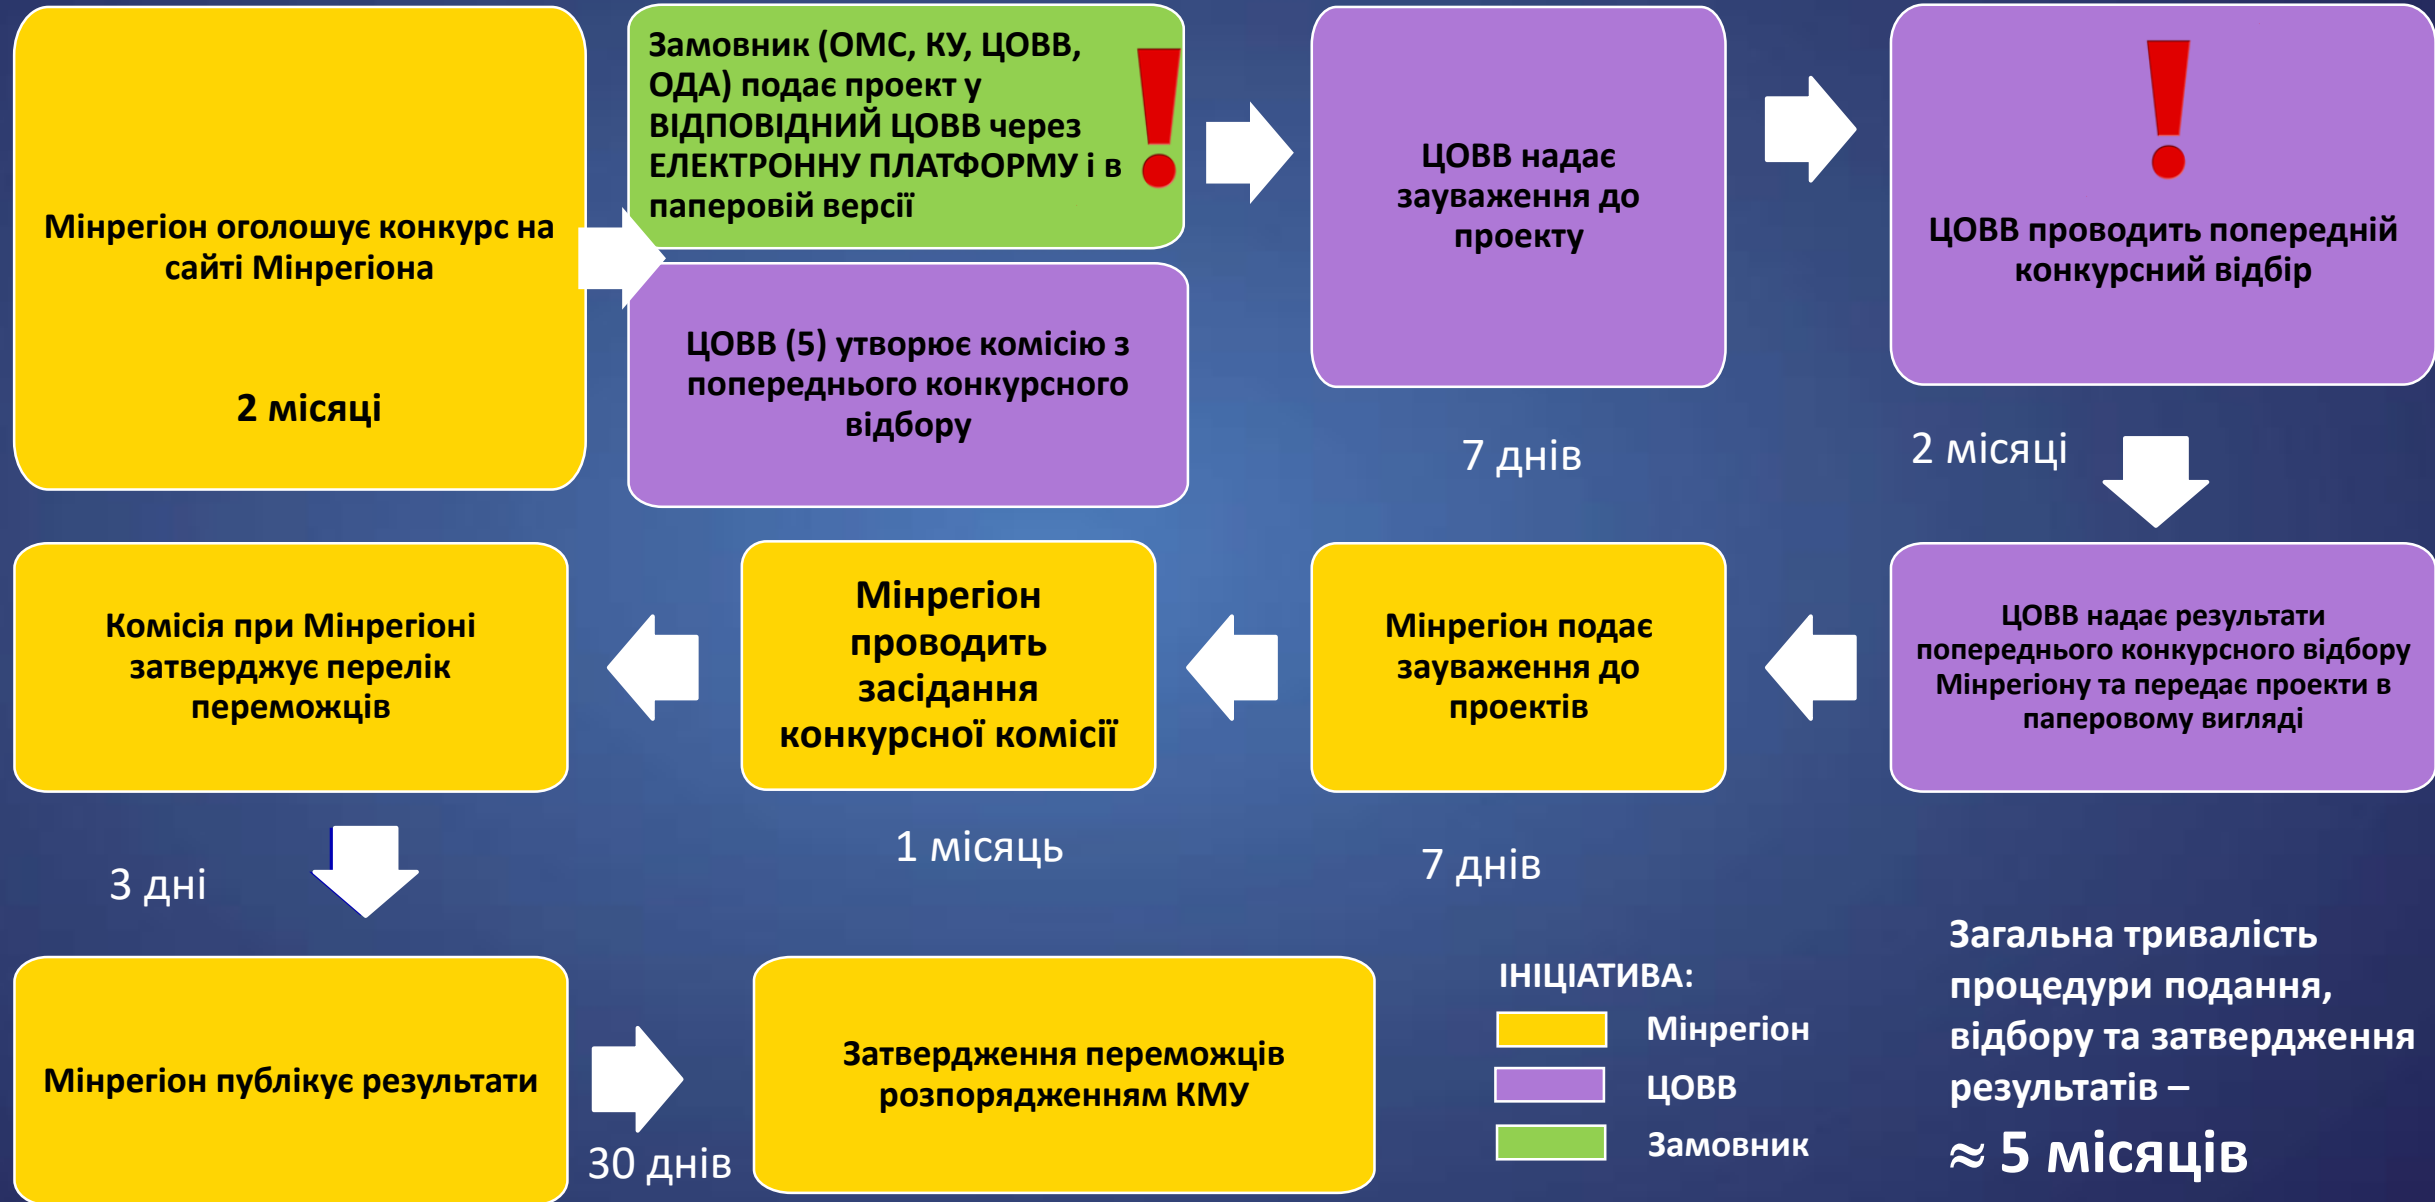 Мінрегіон оголошує конкурс на
сайті Мінрегіона
2 місяці
Замовник (ОМС, КУ, ЦОВВ,
ОДА) подає проект у
ВІДПОВІДНИЙ ЦОВВ через
ЕЛЕКТРОННУ ПЛАТФОРМУ і в
паперовій версії
!
ЦОВВ (5) утворює комісію з
попереднього конкурсного
відбору
ЦОВВ надає
зауваження до
проекту
7 днів
!
ЦОВВ проводить попередній
конкурсний відбір
2 місяці
ЦОВВ надає результати
попереднього конкурсного відбору
Мінрегіону та передає проекти в
паперовому вигляді
Мінрегіон подає
зауваження до
проектів
7 днів
Мінрегіон
проводить
засідання
конкурсної комісії
1 місяць
Комісія при Мінрегіоні
затверджує перелік
переможців
3 дні
Мінрегіон публікує результати
30 днів
Затвердження переможців
розпорядженням КМУ
ІНІЦІАТИВА:
Мінрегіон
ЦОВВ
Замовник
Загальна тривалість
процедури подання,
відбору та затвердження
результатів –
≈ 5 місяців